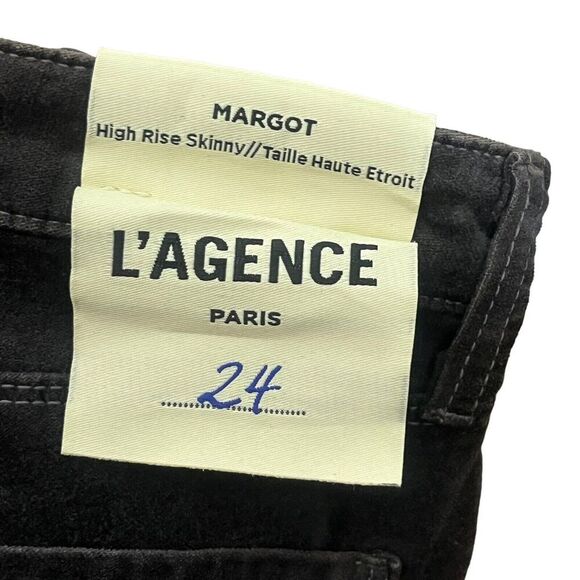 MARGOT
High Rise Skinny//Taille Haute Etroit
L'AGENCE
PARIS
24